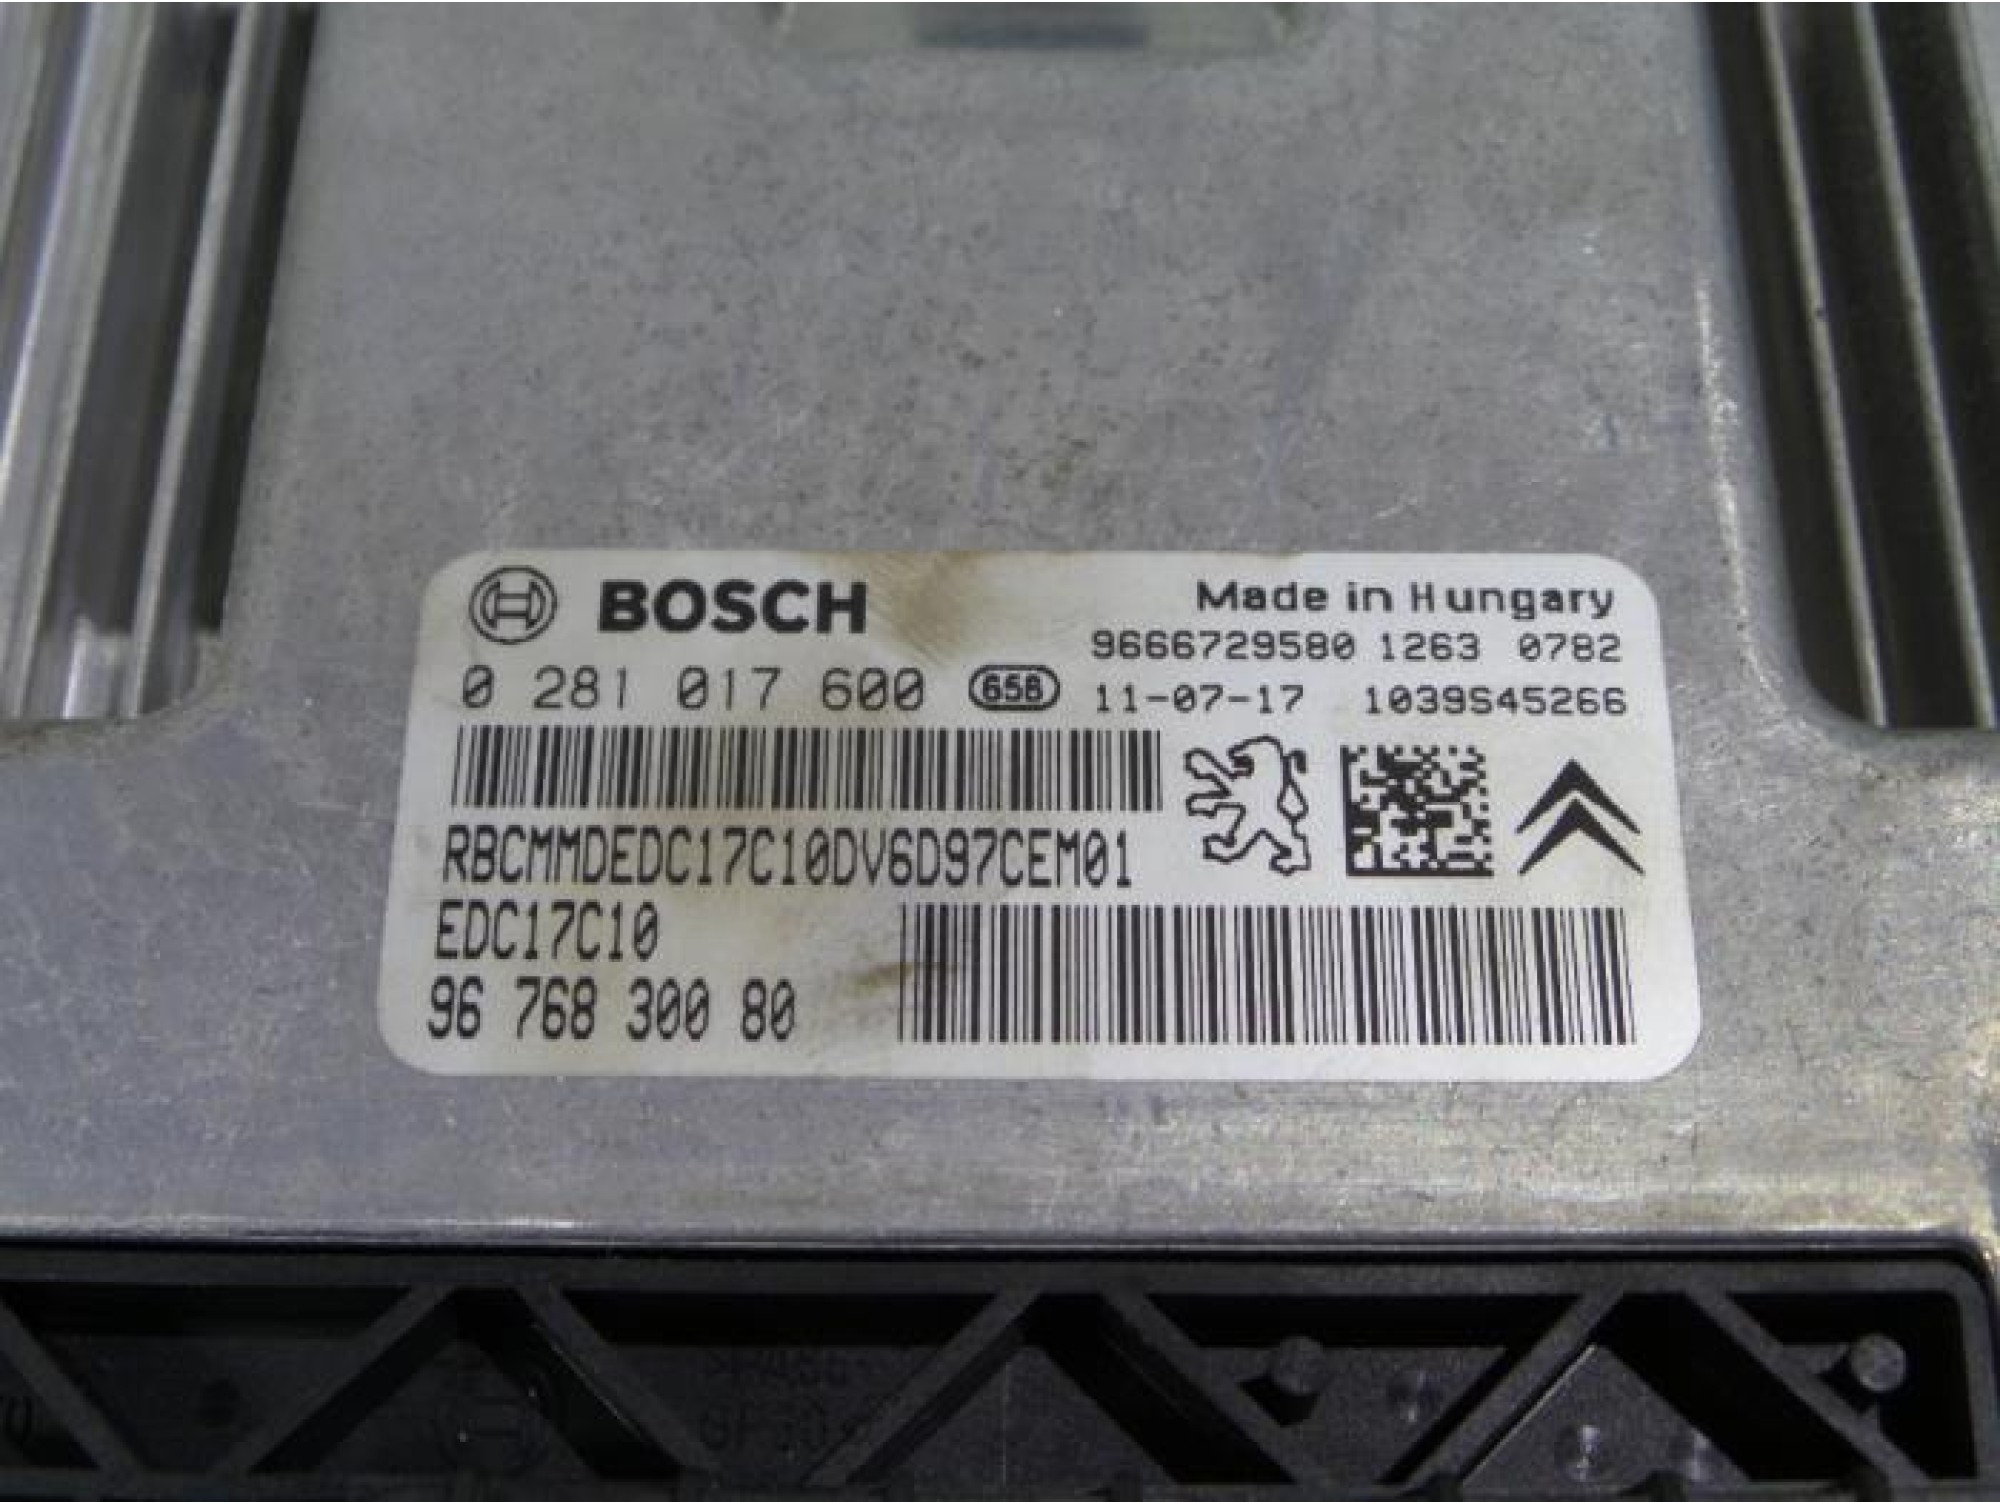 BOSCH
Made in Hungary
9666729580 1263 0782
0 281 017 600 658 11-07-17 1039S45266
RBCMMDEDC17C10DV6D97CEM01
EDC17C10
96 768 300 80